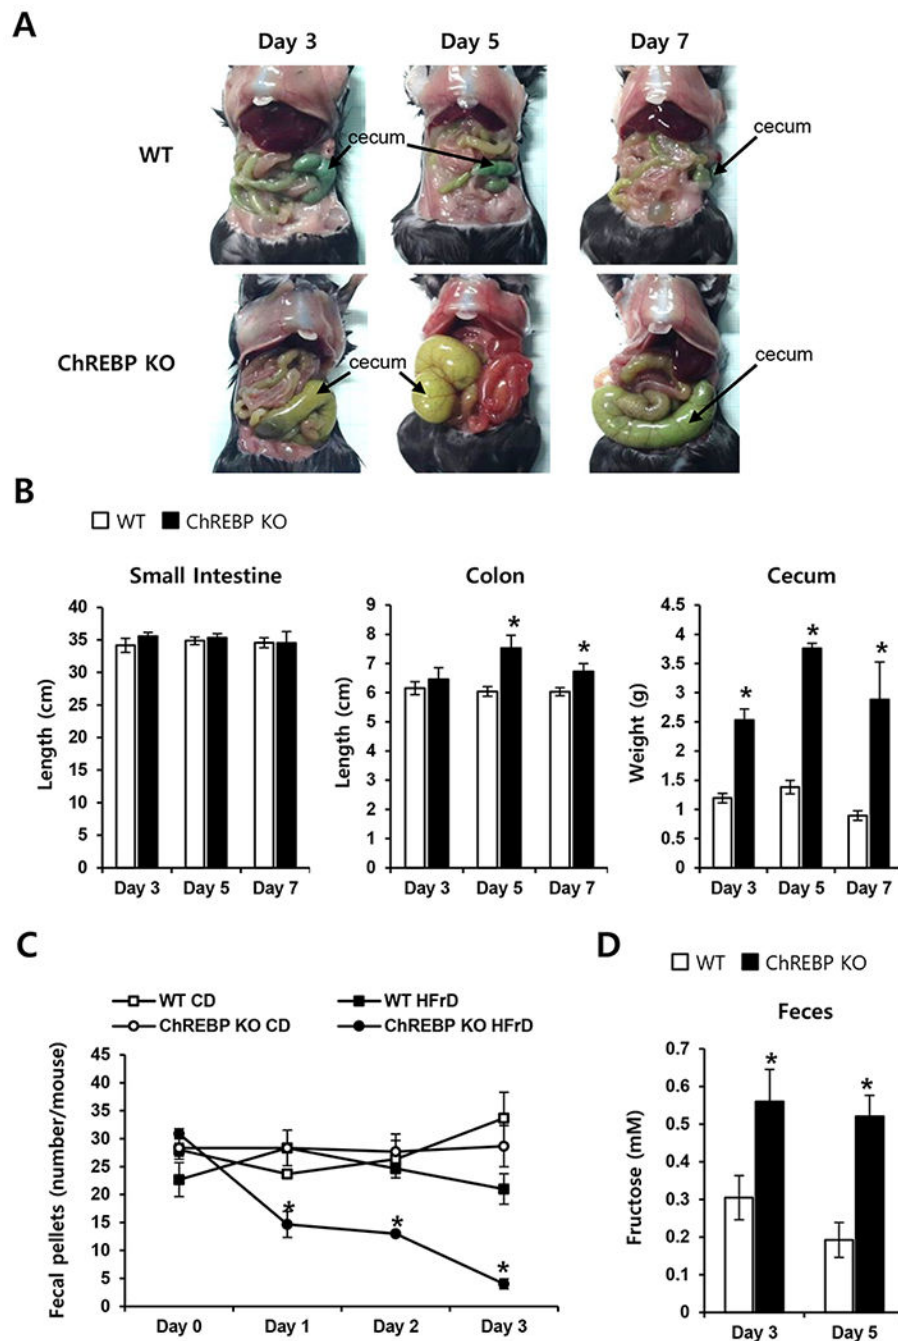 A
Day 3 Day 5 Day 7
WT
cecum
cecum
ChREBP KO
cecum
cecum
B
WT ChREBP KO
Small Intestine
Length (cm)
40
35
30
25
20
15
10
5
0
Day 3 Day 5 Day 7
Colon
Length (cm)
9
8
7
6
5
4
3
2
1
0
* *
Day 3 Day 5 Day 7
Cecum
Weight (g)
4.5
4
3.5
3
2.5
2
1.5
1
0.5
0
* * *
Day 3 Day 5 Day 7
C
WT CD WT HFrD
ChREBP KO CD ChREBP KO HFrD
Fecal pellets (number/mouse)
45
40
35
30
25
20
15
10
5
0
* * *
Day 0 Day 1 Day 2 Day 3
D
WT ChREBP KO
Feces
Fructose (mM)
0.7
0.6
0.5
0.4
0.3
0.2
0.1
0
* *
Day 3 Day 5